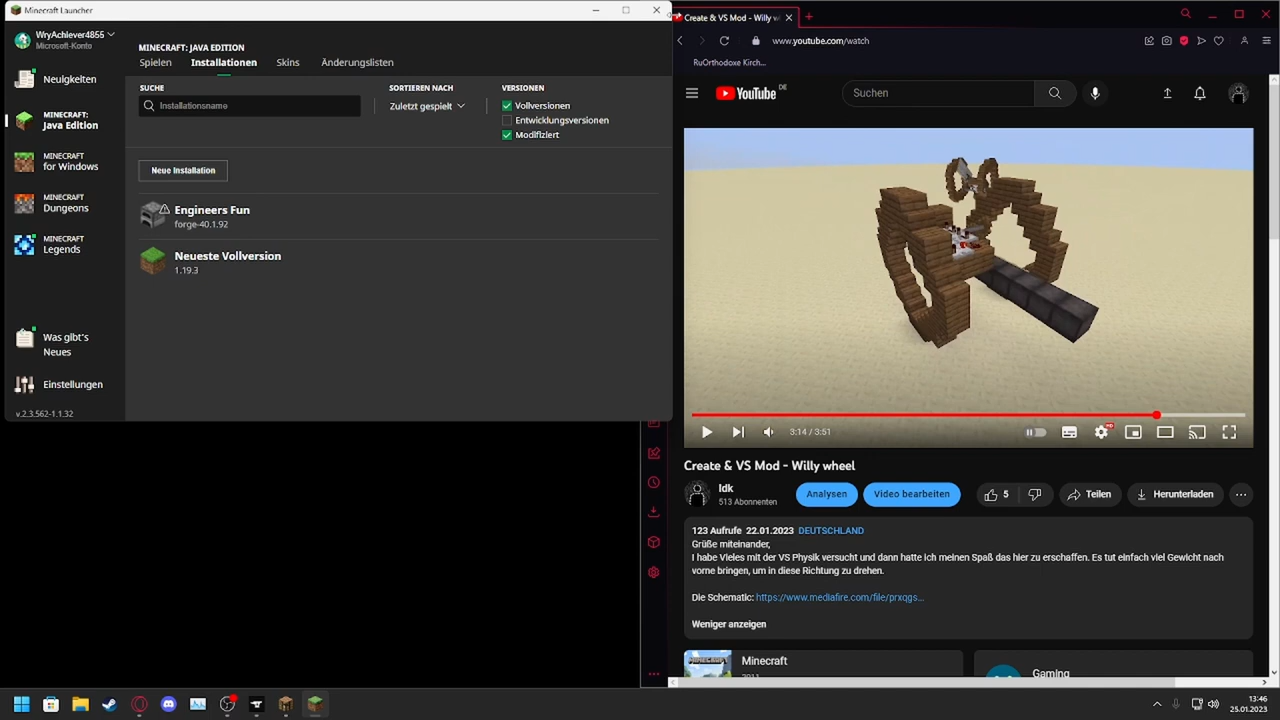 Minecraft Launcher
WryAchiever4855
Microsoft-Konto
Neuigkeiten
MINECRAFT:
Java Edition
MINECRAFT
for Windows
MINECRAFT
Dungeons
MINECRAFT
Legends
Was gibt's
Neues
Einstellungen
v.2.3.562-1.1.32
MINECRAFT: JAVA EDITION
Spielen
Installationen
Skins
Änderungslisten
SUCHE
Installationsname
SORTIEREN NACH
Zuletzt gespielt
VERSIONEN
Vollversionen
Entwicklungsversionen
Modifiziert
Neue Installation
Engineers Fun
forge-40.1.92
Neueste Vollversion
1.19.3
Create & VS Mod - Willy w
www.youtube.com/watch
RuOrthodoxe Kirch...
YouTube DE
Suchen
3:14 / 3:51
HD
Create & VS Mod - Willy wheel
Idk
513 Abonnenten
Analysen
Video bearbeiten
5
Teilen
Herunterladen
123 Aufrufe 22.01.2023 DEUTSCHLAND
Grüße miteinander,
I habe Vieles mit der VS Physik versucht und dann hatte ich meinen Spaß das hier zu erschaffen. Es tut einfach viel Gewicht nach
vorne bringen, um in diese Richtung zu drehen.
Die Schematic: https://www.mediafire.com/file/prxqgs...
Weniger anzeigen
MINECRAFT
Minecraft
2011
Gaming
13:46
25.01.2023